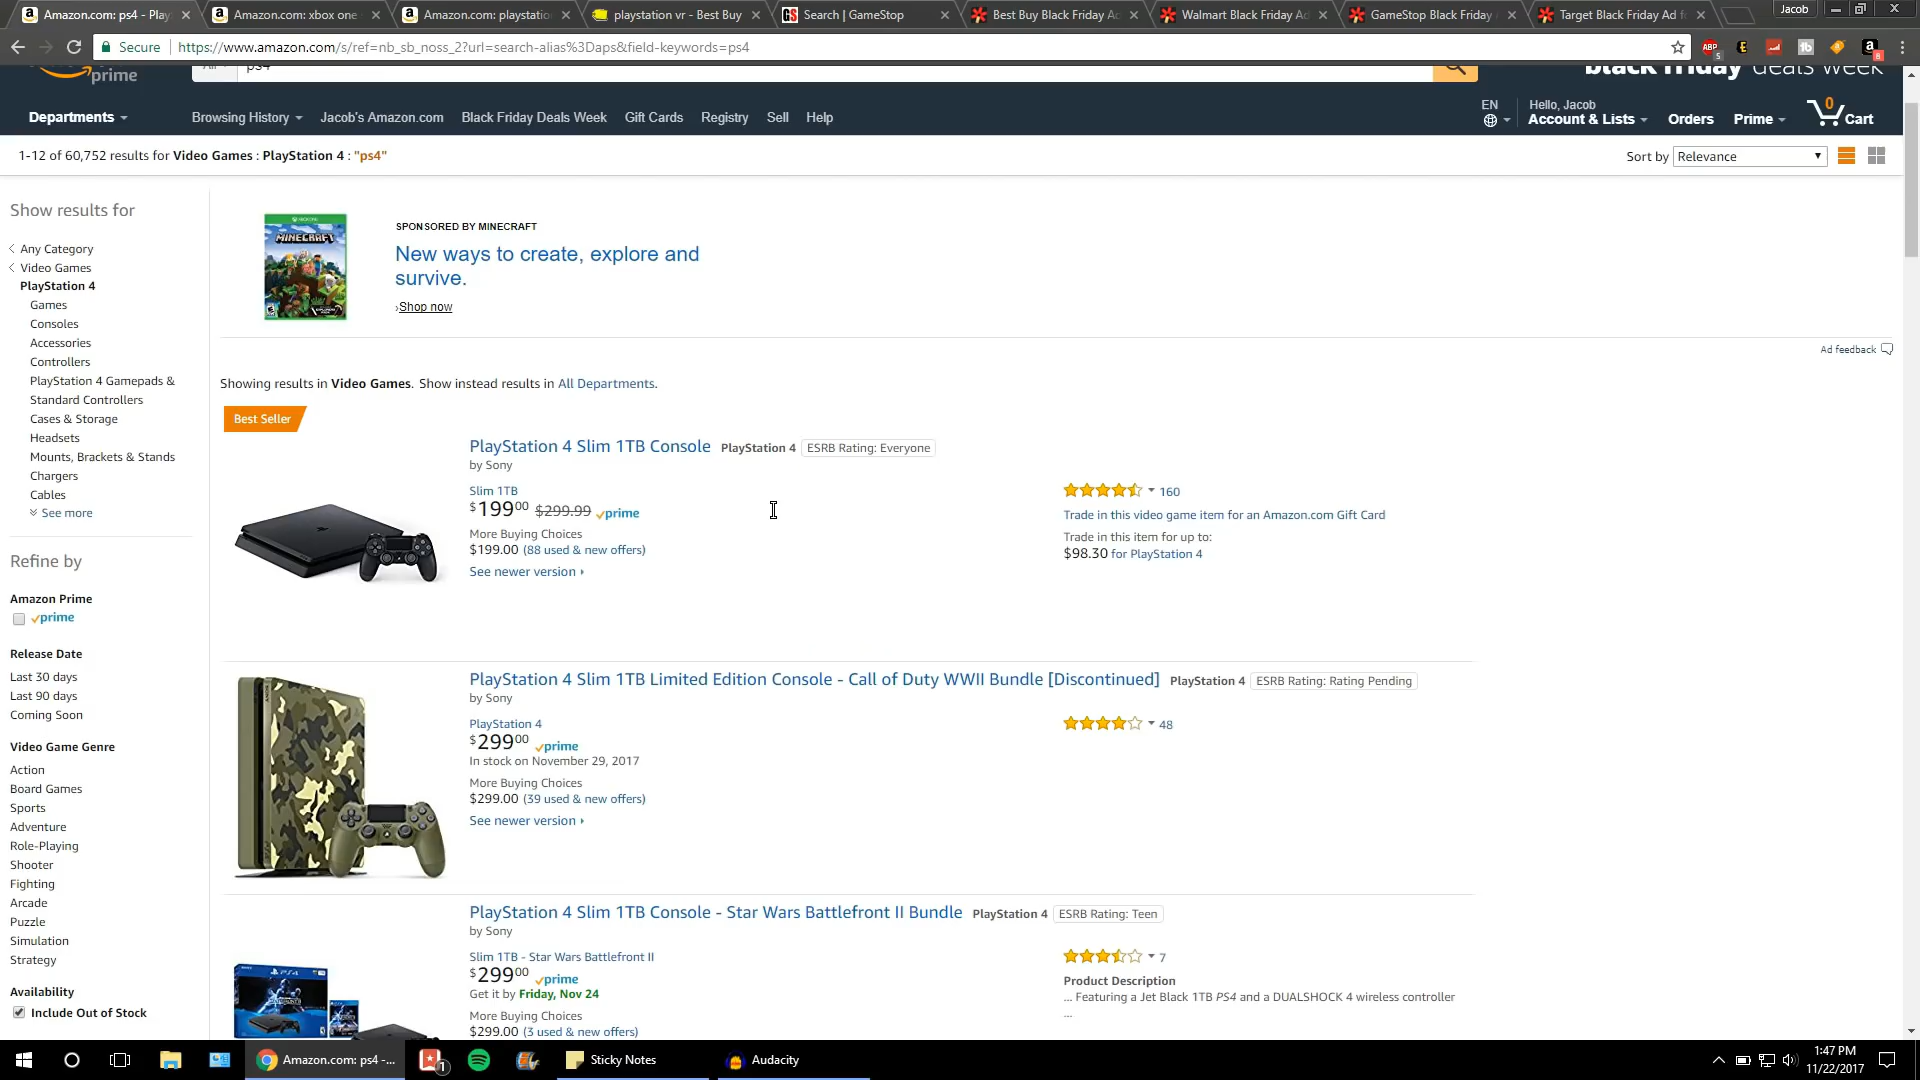 Amazon.com: ps4 - Play
Amazon.com: xbox one
Amazon.com: playstatio
playstation vr - Best Buy
Search | GameStop
Best Buy Black Friday Ad
Walmart Black Friday Ad
GameStop Black Friday
Target Black Friday Ad fo
Jacob
Secure
https://www.amazon.com/s/ref=nb_sb_noss_2?url=search-alias%3Daps&field-keywords=ps4
prime
All
ps4
black friday deals week
Departments
Browsing History
Jacob's Amazon.com
Black Friday Deals Week
Gift Cards
Registry
Sell
Help
EN
Hello, Jacob
Account & Lists
Orders
Prime
0
Cart
1-12 of 60,752 results for Video Games : PlayStation 4 : "ps4"
Sort by
Relevance
Show results for
Any Category
Video Games
PlayStation 4
Games
Consoles
Accessories
Controllers
PlayStation 4 Gamepads &
Standard Controllers
Cases & Storage
Headsets
Mounts, Brackets & Stands
Chargers
Cables
See more
Refine by
Amazon Prime
prime
Release Date
Last 30 days
Last 90 days
Coming Soon
Video Game Genre
Action
Board Games
Sports
Adventure
Role-Playing
Shooter
Fighting
Arcade
Puzzle
Simulation
Strategy
Availability
Include Out of Stock
MINECRAFT
SPONSORED BY MINECRAFT
New ways to create, explore and
survive.
Shop now
Ad feedback
Showing results in Video Games. Show instead results in All Departments.
Best Seller
PlayStation 4 Slim 1TB Console PlayStation 4 ESRB Rating: Everyone
by Sony
Slim 1TB
$199 00 $299.99 prime
More Buying Choices
$199.00 (88 used & new offers)
See newer version
160
Trade in this video game item for an Amazon.com Gift Card
Trade in this item for up to:
$98.30 for PlayStation 4
PlayStation 4 Slim 1TB Limited Edition Console - Call of Duty WWII Bundle [Discontinued] PlayStation 4 ESRB Rating: Rating Pending
by Sony
PlayStation 4
$299 00 prime
In stock on November 29, 2017
More Buying Choices
$299.00 (39 used & new offers)
See newer version
48
PlayStation 4 Slim 1TB Console - Star Wars Battlefront II Bundle PlayStation 4 ESRB Rating: Teen
by Sony
Slim 1TB - Star Wars Battlefront II
$299 00 prime
Get it by Friday, Nov 24
More Buying Choices
$299.00 (3 used & new offers)
7
Product Description
... Featuring a Jet Black 1TB PS4 and a DUALSHOCK 4 wireless controller
...
PS4
Amazon.com: ps4 -...
1
Sticky Notes
Audacity
1:47 PM
11/22/2017